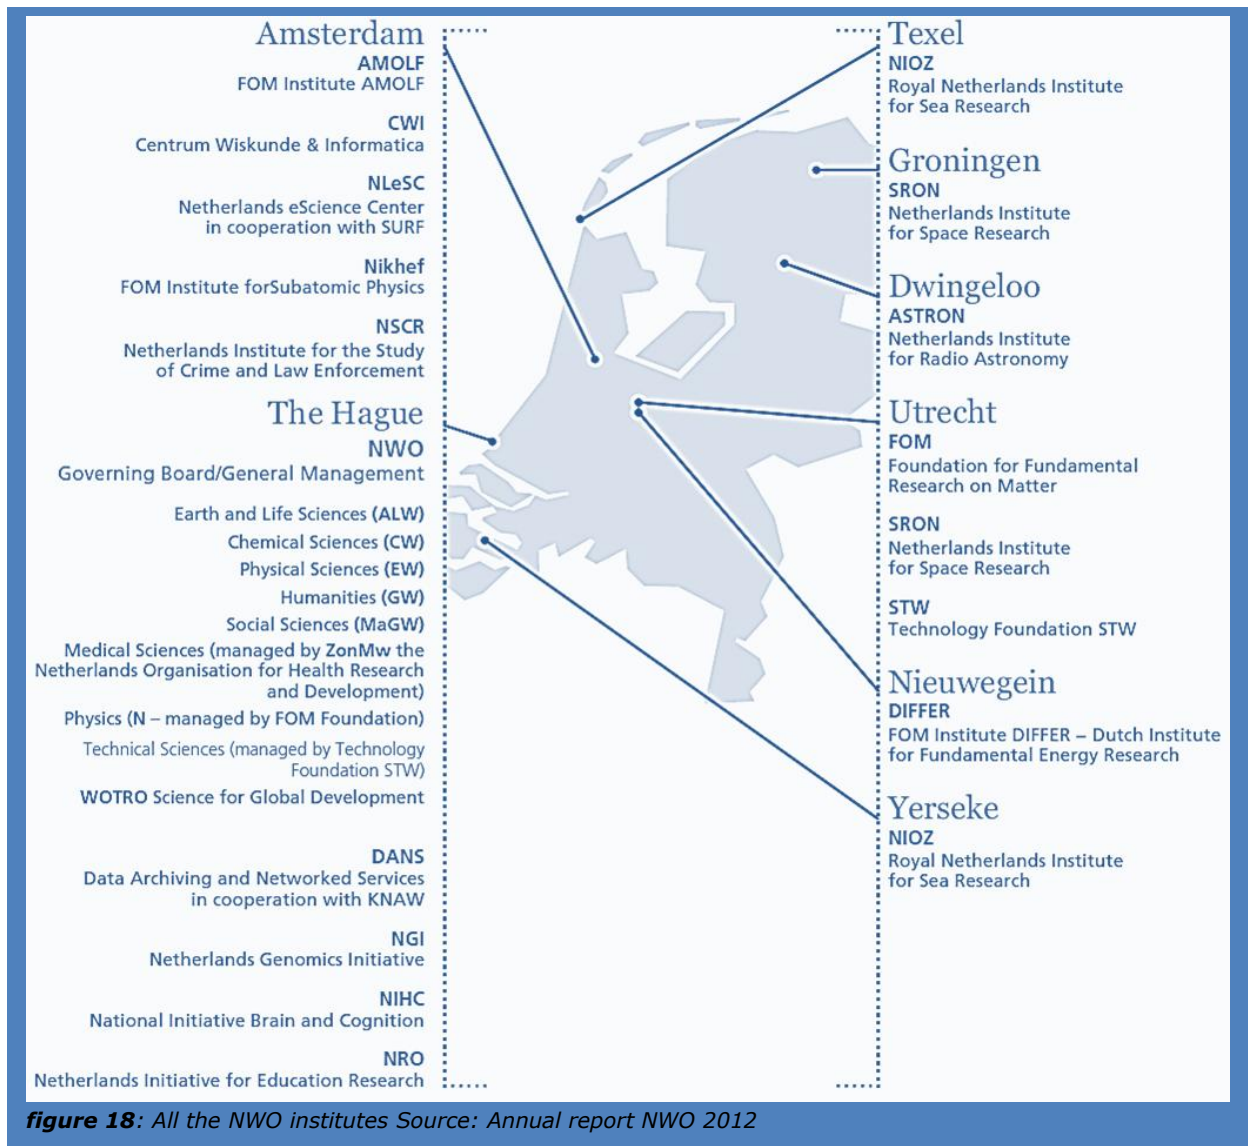 Amsterdam
AMOLF
FOM Institute AMOLF
CWI
Centrum Wiskunde & Informatica
NLeSC
Netherlands eScience Center
in cooperation with SURF
Nikhef
FOM Institute forSubatomic Physics
NSCR
Netherlands Institute for the Study
of Crime and Law Enforcement
The Hague
NWO
Governing Board/General Management
Earth and Life Sciences (ALW)
Chemical Sciences (CW)
Physical Sciences (EW)
Humanities (GW)
Social Sciences (MaGW)
Medical Sciences (managed by ZonMw the
Netherlands Organisation for Health Research
and Development)
Physics (N – managed by FOM Foundation)
Technical Sciences (managed by Technology
Foundation STW)
WOTRO Science for Global Development
DANS
Data Archiving and Networked Services
in cooperation with KNAW
NGI
Netherlands Genomics Initiative
NIHC
National Initiative Brain and Cognition
NRO
Netherlands Initiative for Education Research
Texel
NIOZ
Royal Netherlands Institute
for Sea Research
Groningen
SRON
Netherlands Institute
for Space Research
Dwingeloo
ASTRON
Netherlands Institute
for Radio Astronomy
Utrecht
FOM
Foundation for Fundamental
Research on Matter
SRON
Netherlands Institute
for Space Research
STW
Technology Foundation STW
Nieuwegein
DIFFER
FOM Institute DIFFER – Dutch Institute
for Fundamental Energy Research
Yerseke
NIOZ
Royal Netherlands Institute
for Sea Research
figure 18: All the NWO institutes Source: Annual report NWO 2012